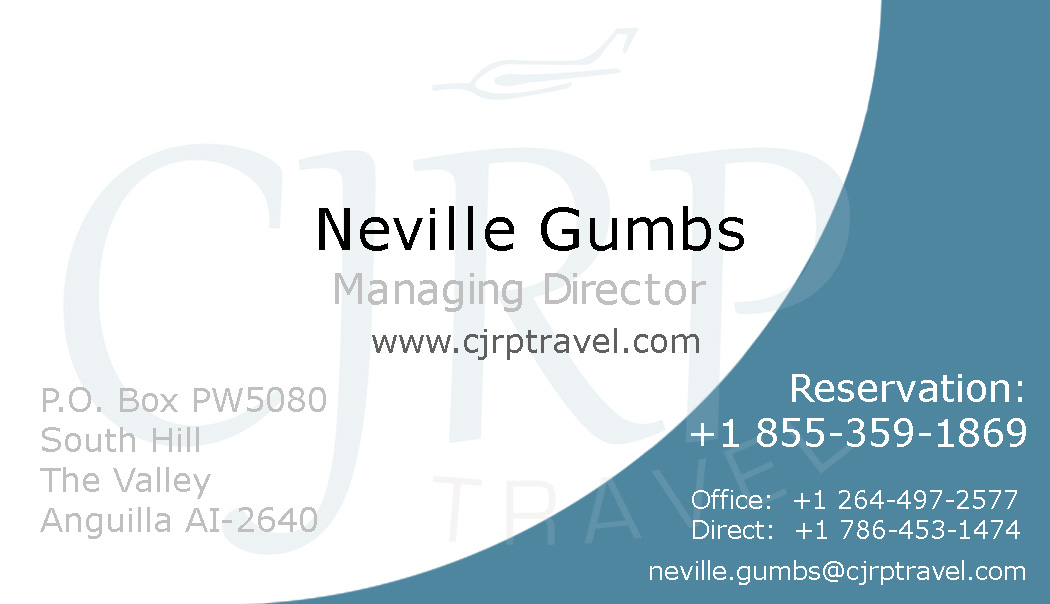 CJRP
TRAVEL
Neville Gumbs
Managing Director
www.cjrptravel.com
P.O. Box PW5080
South Hill
The Valley
Anguilla AI-2640
Reservation:
+1 855-359-1869
Office: +1 264-497-2577
Direct: +1 786-453-1474
neville.gumbs@cjrptravel.com